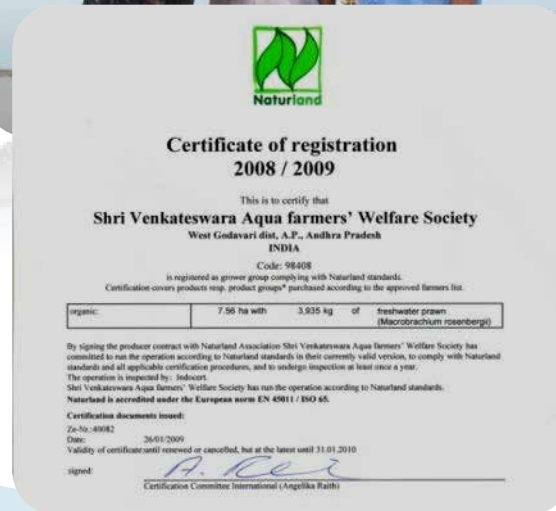 Naturland
Certificate of registration
2008 / 2009
This is to certify that
Shri Venkateswara Aqua farmers' Welfare Society
West Godavari dist, A.P., Andhra Pradesh
INDIA
Code: 98408
is registered as grower group complying with Naturland standards.
Certification covers products resp. product groups* purchased according to the approved farmers list.
organic: 7.56 ha with 3,935 kg of freshwater prawn
(Macrobrachium rosenbergii)
By signing the producer contract with Naturland Association Shri Venkateswara Aqua farmers' Welfare Society has
committed to run the operation according to Naturland standards in their currently valid version, to comply with Naturland
standards and all applicable certification procedures, and to undergo inspection at least once a year.
The operation is inspected by: Indocert.
Shri Venkateswara Aqua farmers' Welfare Society has run the operation according to Naturland standards.
Naturland is accredited under the European norm EN 45011 / ISO 65.
Certification documents issued:
Ze-Nr.:40082
Date: 26/01/2009
Validity of certificate:until renewed or cancelled, but at the latest until 31.01.2010
signed:
Certification Committee International (Angelika Raith)